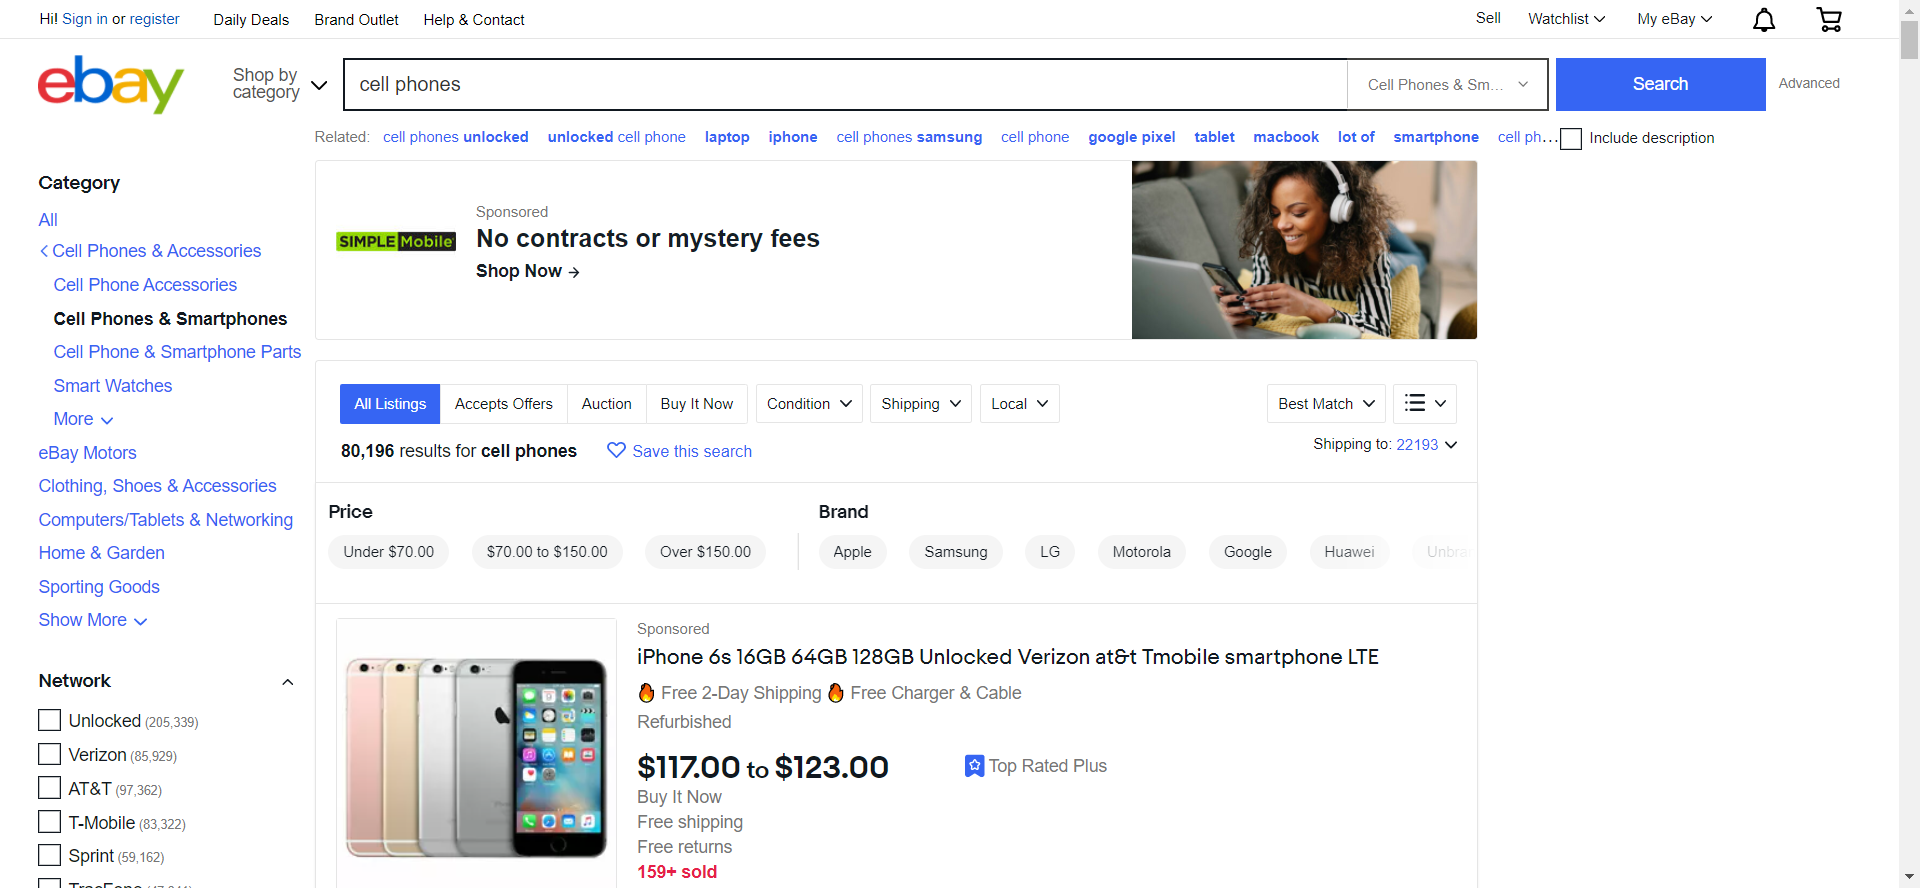 Hi! Sign in or register Daily Deals Brand Outlet Help & Contact Sell Watchlist My eBay
ebay Shop by category cell phones Cell Phones & Sm... Search Advanced
Related: cell phones unlocked unlocked cell phone laptop iphone cell phones samsung cell phone google pixel tablet macbook lot of smartphone cell ph... Include description
Category
All
Cell Phones & Accessories
Cell Phone Accessories
Cell Phones & Smartphones
Cell Phone & Smartphone Parts
Smart Watches
More
eBay Motors
Clothing, Shoes & Accessories
Computers/Tablets & Networking
Home & Garden
Sporting Goods
Show More
Network
Unlocked (205,339)
Verizon (85,929)
AT&T (97,362)
T-Mobile (83,322)
Sprint (59,162)
SIMPLE Mobile
Sponsored
No contracts or mystery fees
Shop Now →
All Listings Accepts Offers Auction Buy It Now Condition Shipping Local Best Match
80,196 results for cell phones Save this search Shipping to: 22193
Price Brand
Under $70.00 $70.00 to $150.00 Over $150.00 Apple Samsung LG Motorola Google Huawei Unbra
Sponsored
iPhone 6s 16GB 64GB 128GB Unlocked Verizon at&t Tmobile smartphone LTE
🔥 Free 2-Day Shipping 🔥 Free Charger & Cable
Refurbished
$117.00 to $123.00 Top Rated Plus
Buy It Now
Free shipping
Free returns
159+ sold